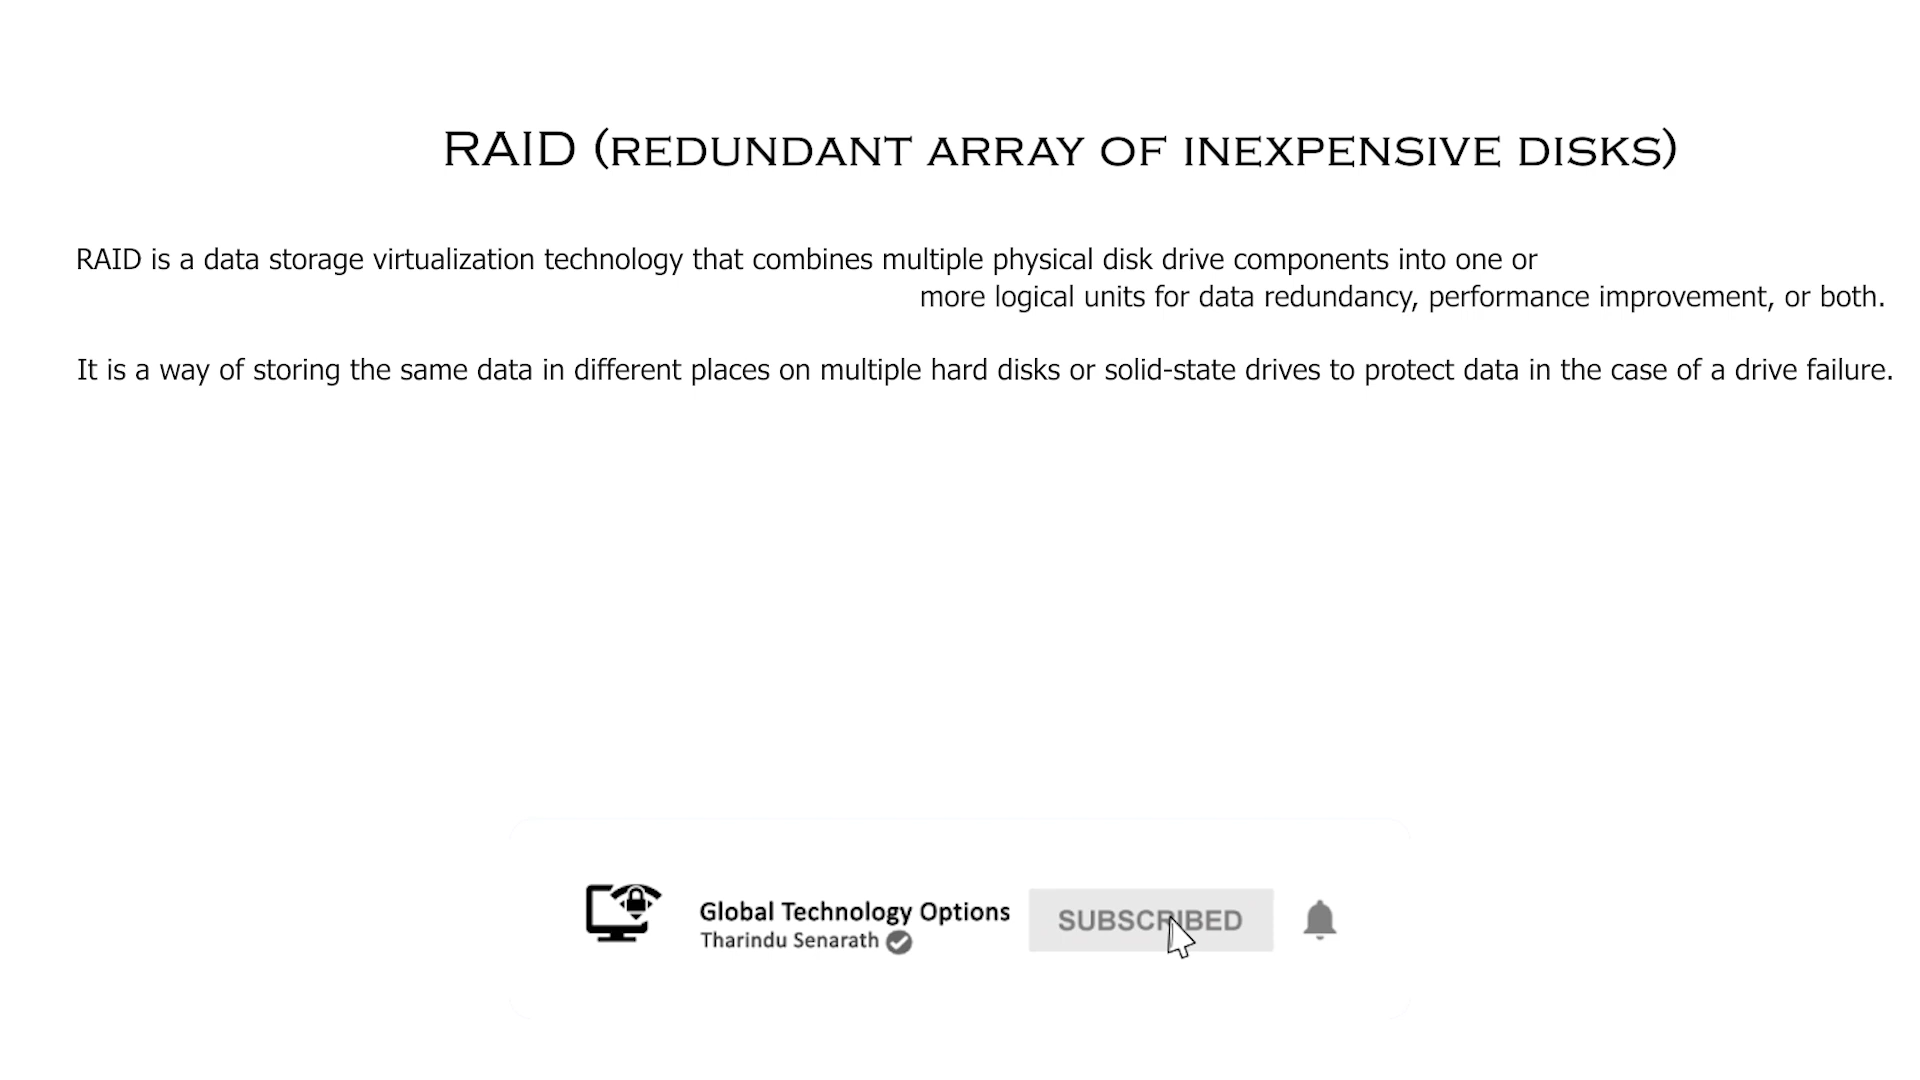 RAID (REDUNDANT ARRAY OF INEXPENSIVE DISKS)
RAID is a data storage virtualization technology that combines multiple physical disk drive components into one or
more logical units for data redundancy, performance improvement, or both.
It is a way of storing the same data in different places on multiple hard disks or solid-state drives to protect data in the case of a drive failure.
Global Technology Options
Tharindu Senarath
SUBSCRIBED